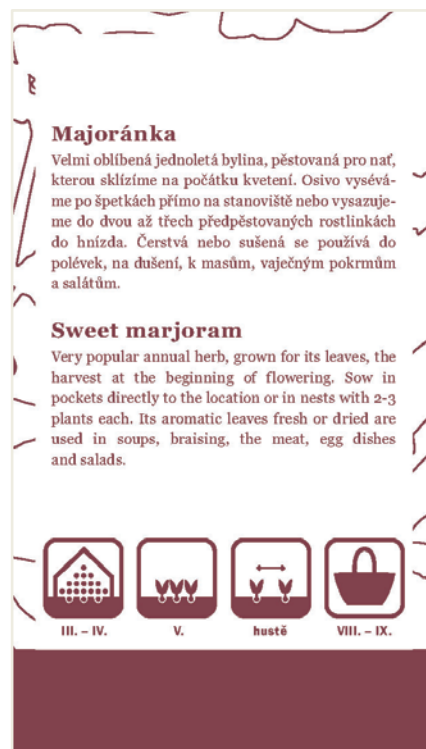 Majoránka
Velmi oblíbená jednoletá bylina, pěstovaná pro nať,
kterou sklízíme na počátku kvetení. Osivo vysévá-
me po špetkách přímo na stanoviště nebo vysazuje-
me do dvou až třech předpěstovaných rostlinkách
do hnízda. Čerstvá nebo sušená se používá do
polévek, na dušení, k masům, vaječným pokrmům
a salátům.
Sweet marjoram
Very popular annual herb, grown for its leaves, the
harvest at the beginning of flowering. Sow in
pockets directly to the location or in nests with 2-3
plants each. Its aromatic leaves fresh or dried are
used in soups, braising, the meat, egg dishes
and salads.
III. – IV. V. hustě VIII. – IX.